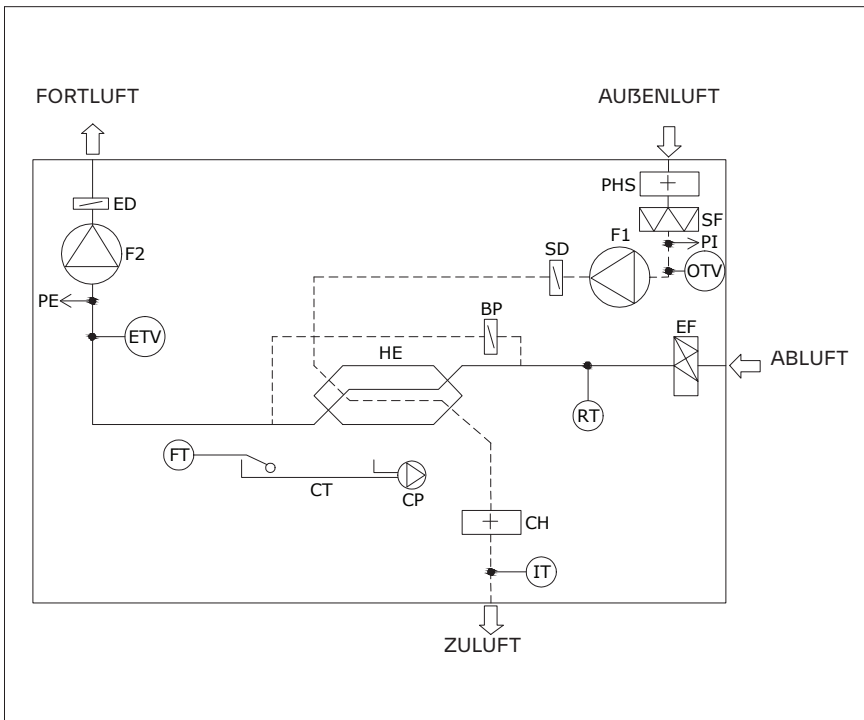 FORTLUFT
AUßENLUFT
PHS
ED
SF
F1
F2
SD
PI
OTV
PE
BP
EF
ETV
HE
ABLUFT
RT
FT
CT
CP
CH
IT
ZULUFT